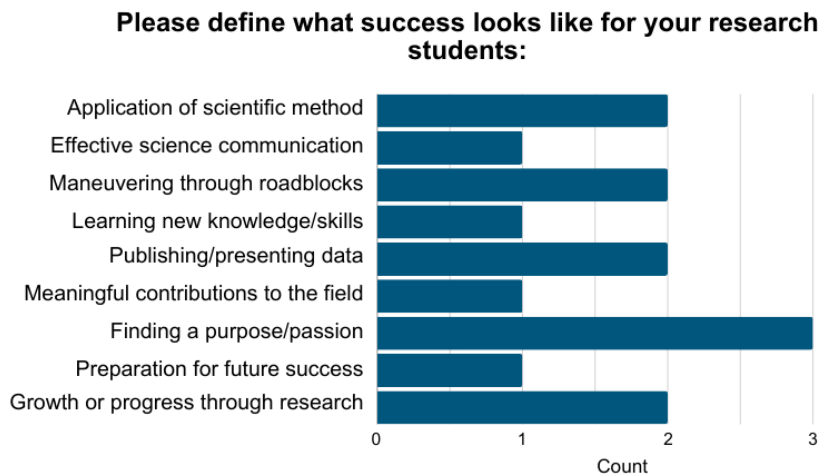 Please define what success looks like for your research
students:
Application of scientific method
Effective science communication
Maneuvering through roadblocks
Learning new knowledge/skills
Publishing/presenting data
Meaningful contributions to the field
Finding a purpose/passion
Preparation for future success
Growth or progress through research
0 1 2 3
Count